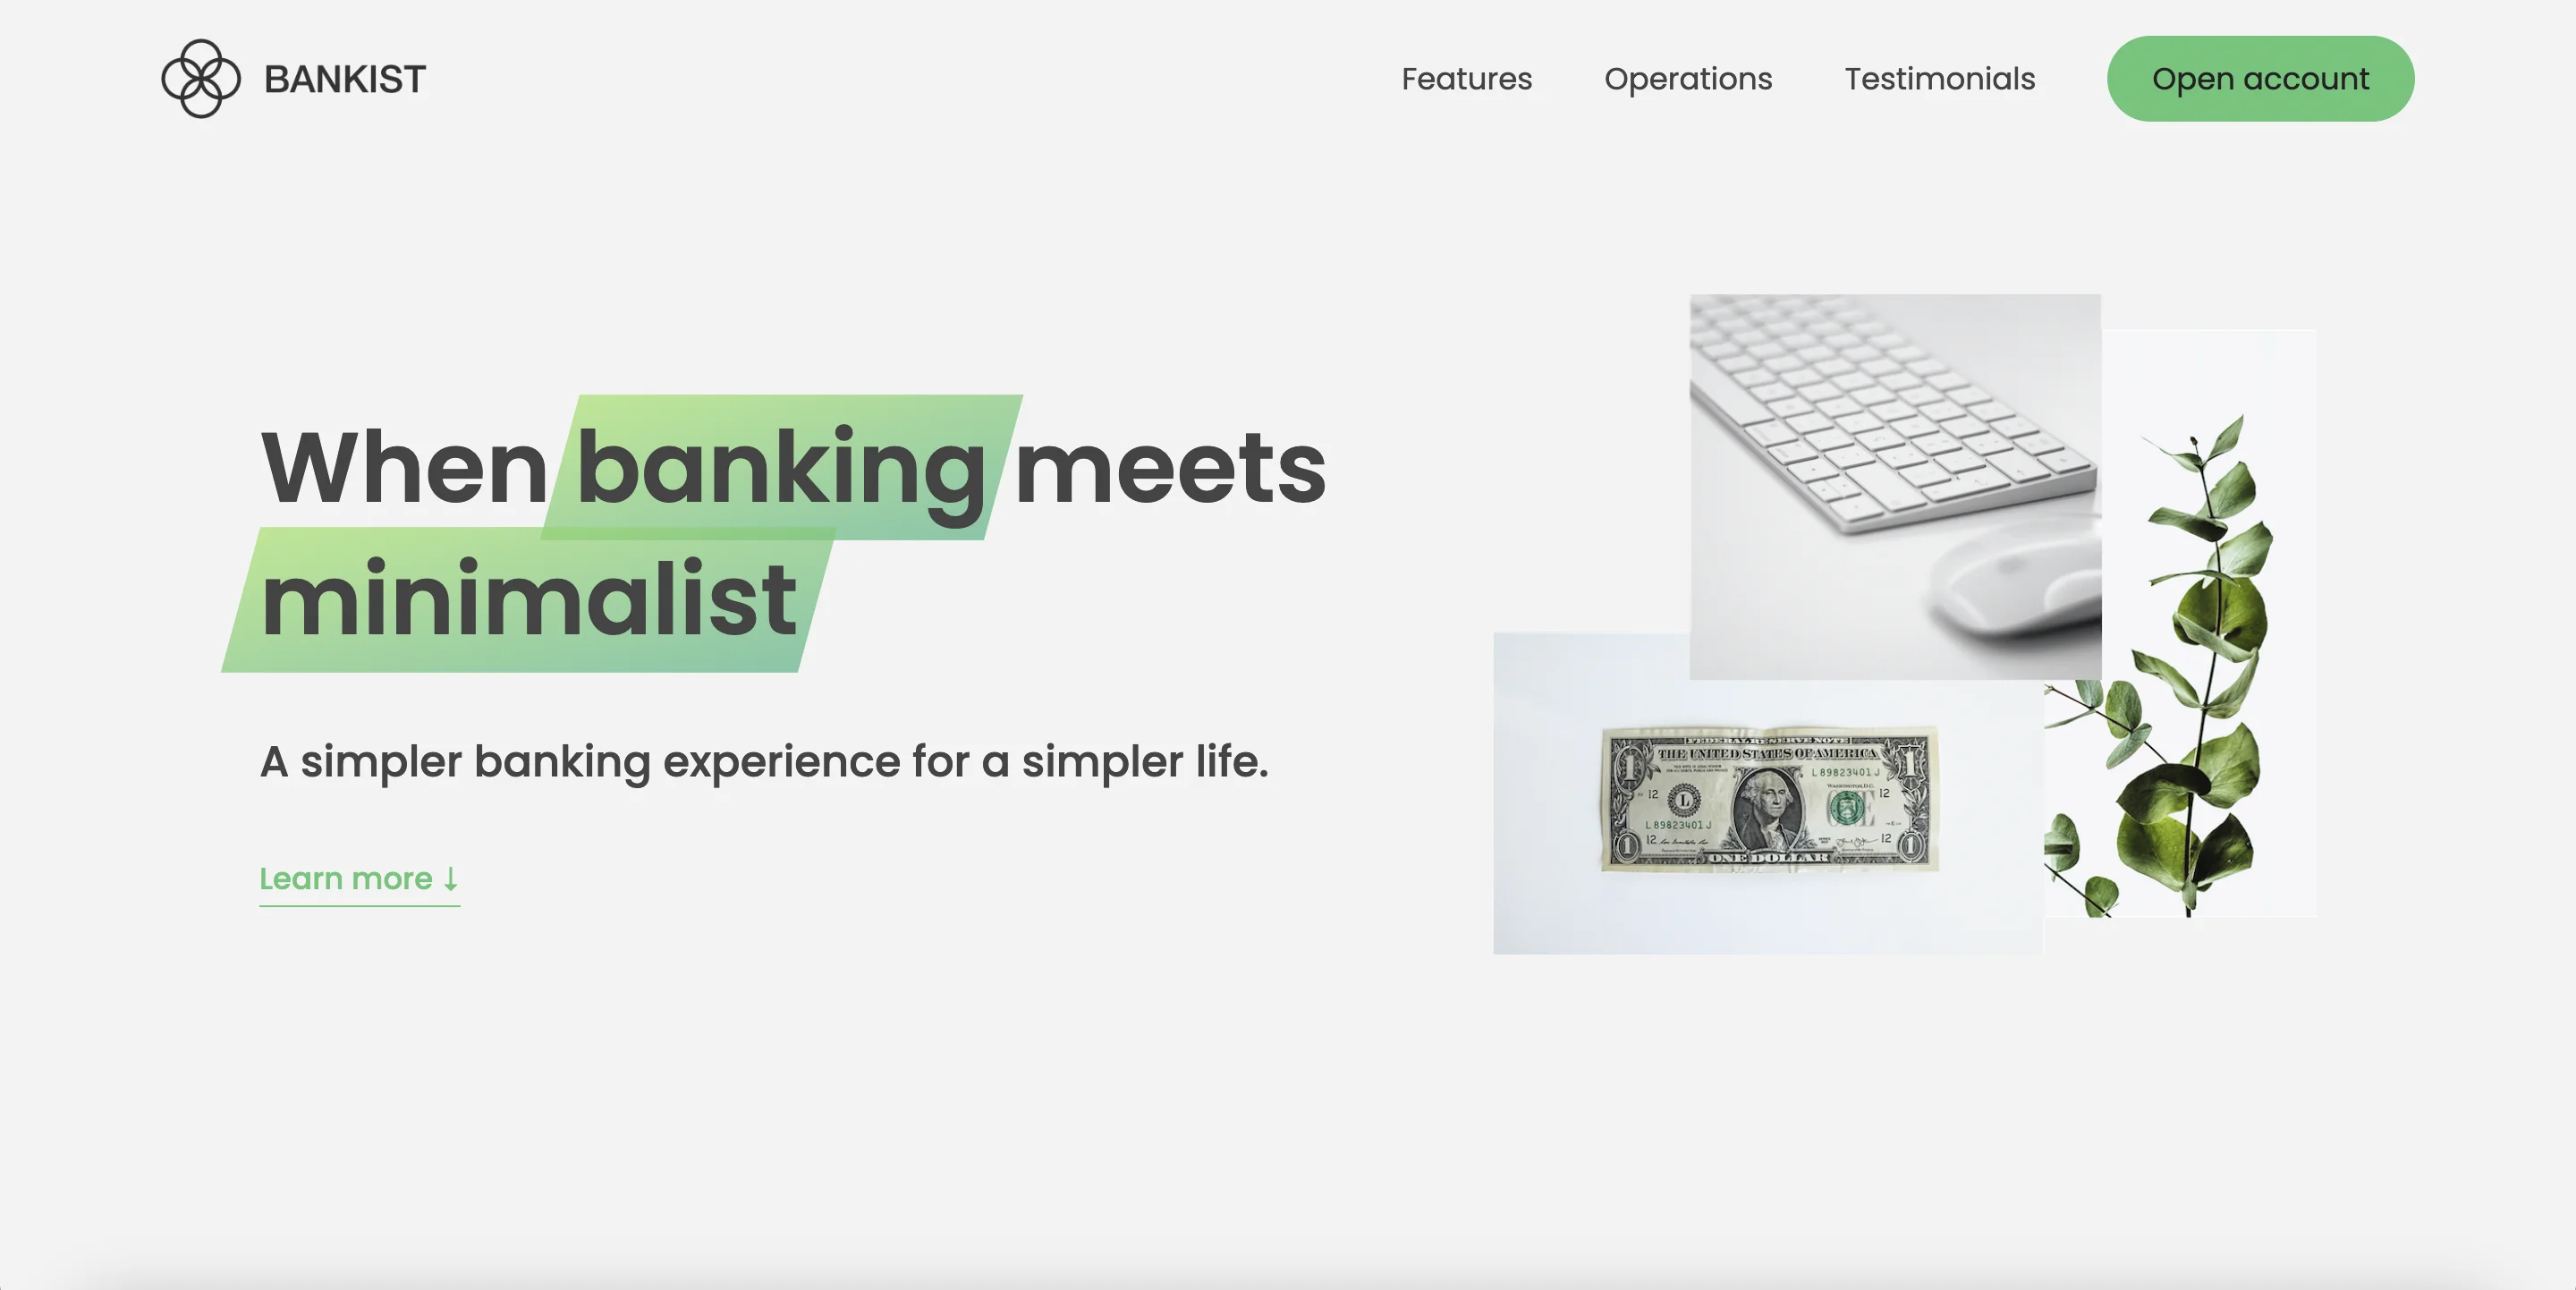 BANKIST
Features
Operations
Testimonials
Open account
When banking meets
minimalist
A simpler banking experience for a simpler life.
Learn more ↓
FEDERAL RESERVE NOTE
THE UNITED STATES OF AMERICA
L 89823401 J
WASHINGTON, D.C.
12
L
12
L 89823401 J
12
12
1
1
1
1
ONE DOLLAR